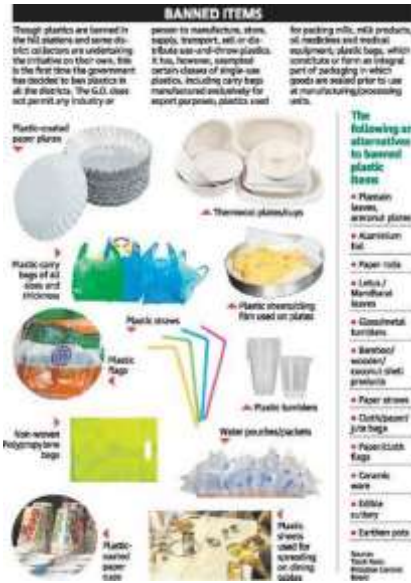 BANNED ITEMS
Though plastics are banned in
the hill stations and some dis-
trict collectors are undertaking
the initiative on their own, this
is the first time the government
has decided to ban plastics in
all the districts. The G.O. does
not permit any industry or
person to manufacture, store,
supply, transport, sell or dis-
tribute use-and-throw plastics.
It has, however, exempted
certain classes of single-use
plastics, including carry bags
manufactured exclusively for
export purposes, plastics used
for packing milk, milk products,
oil, medicines and medical
equipment; plastic bags, which
constitute or form an integral
part of packaging in which
goods are sealed prior to use
at manufacturing/processing
units.
Plastic-coated
paper plates
Thermocol plates/cups
Plastic carry
bags of all
sizes and
thickness
Plastic sheets/cling
film used on plates
Plastic straws
Plastic
flags
Plastic tumblers
Non-woven
Polypropylene
bags
Water pouches/packets
Plastic-
coated
paper
cups
Plastic
sheets
used for
spreading
on dining
tables
The
following are
alternatives
to banned
plastic
items
Plantain
leaves,
arecanut plates
Aluminium
foil
Paper rolls
Lotus/
leaves
Glass/metal
tumblers
Bamboo/
wooden/
coconut shell
products
Paper straws
Cloth/paper/
jute bags
Paper/cloth
flags
Ceramic
ware
Edible
cutlery
Earthen pots
Source:
Tamil Nadu
Pollution Control
Board